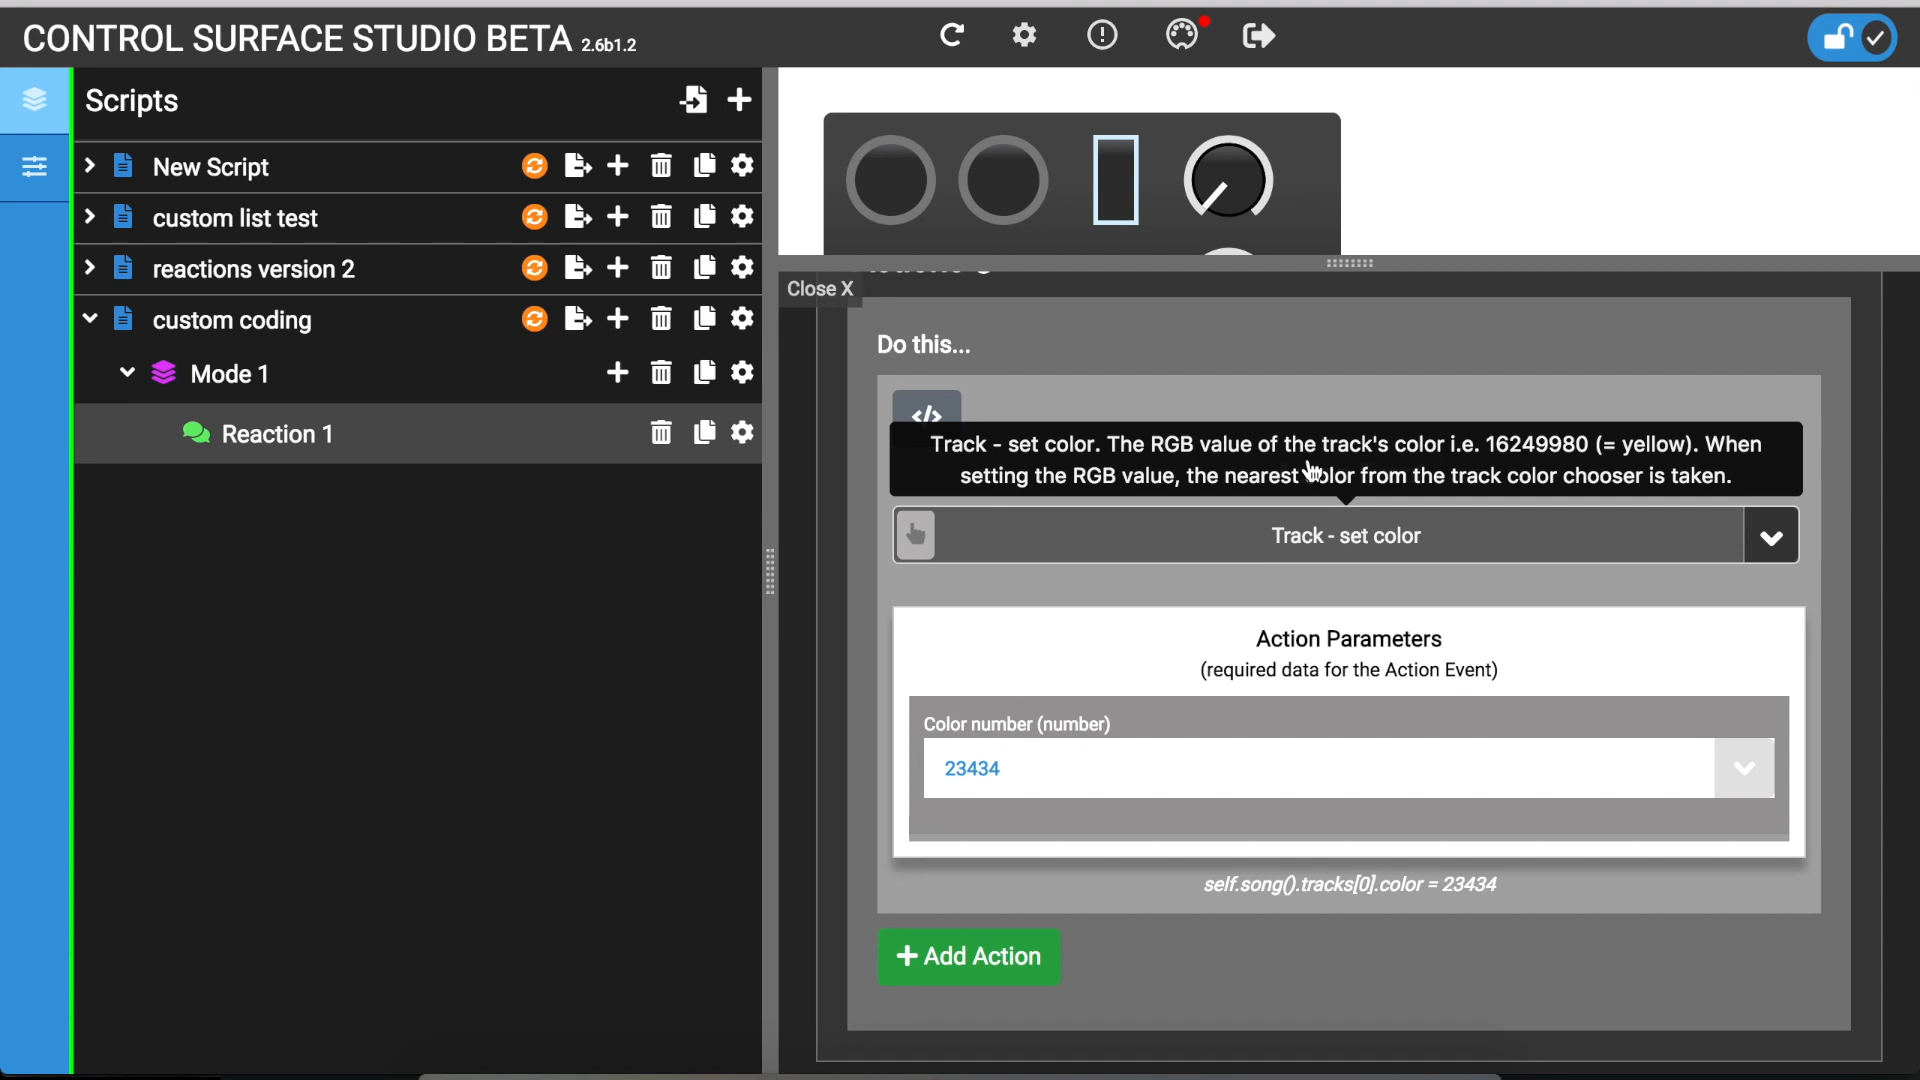 CONTROL SURFACE STUDIO BETA 2.6b1.2
Scripts
New Script
custom list test
reactions version 2
custom coding
Mode 1
Reaction 1
Close X
Do this...
</>
Track - set color. The RGB value of the track's color i.e. 16249980 (= yellow). When
setting the RGB value, the nearest color from the track color chooser is taken.
Track - set color
Action Parameters
(required data for the Action Event)
Color number (number)
23434
self.song().tracks[0].color = 23434
+ Add Action